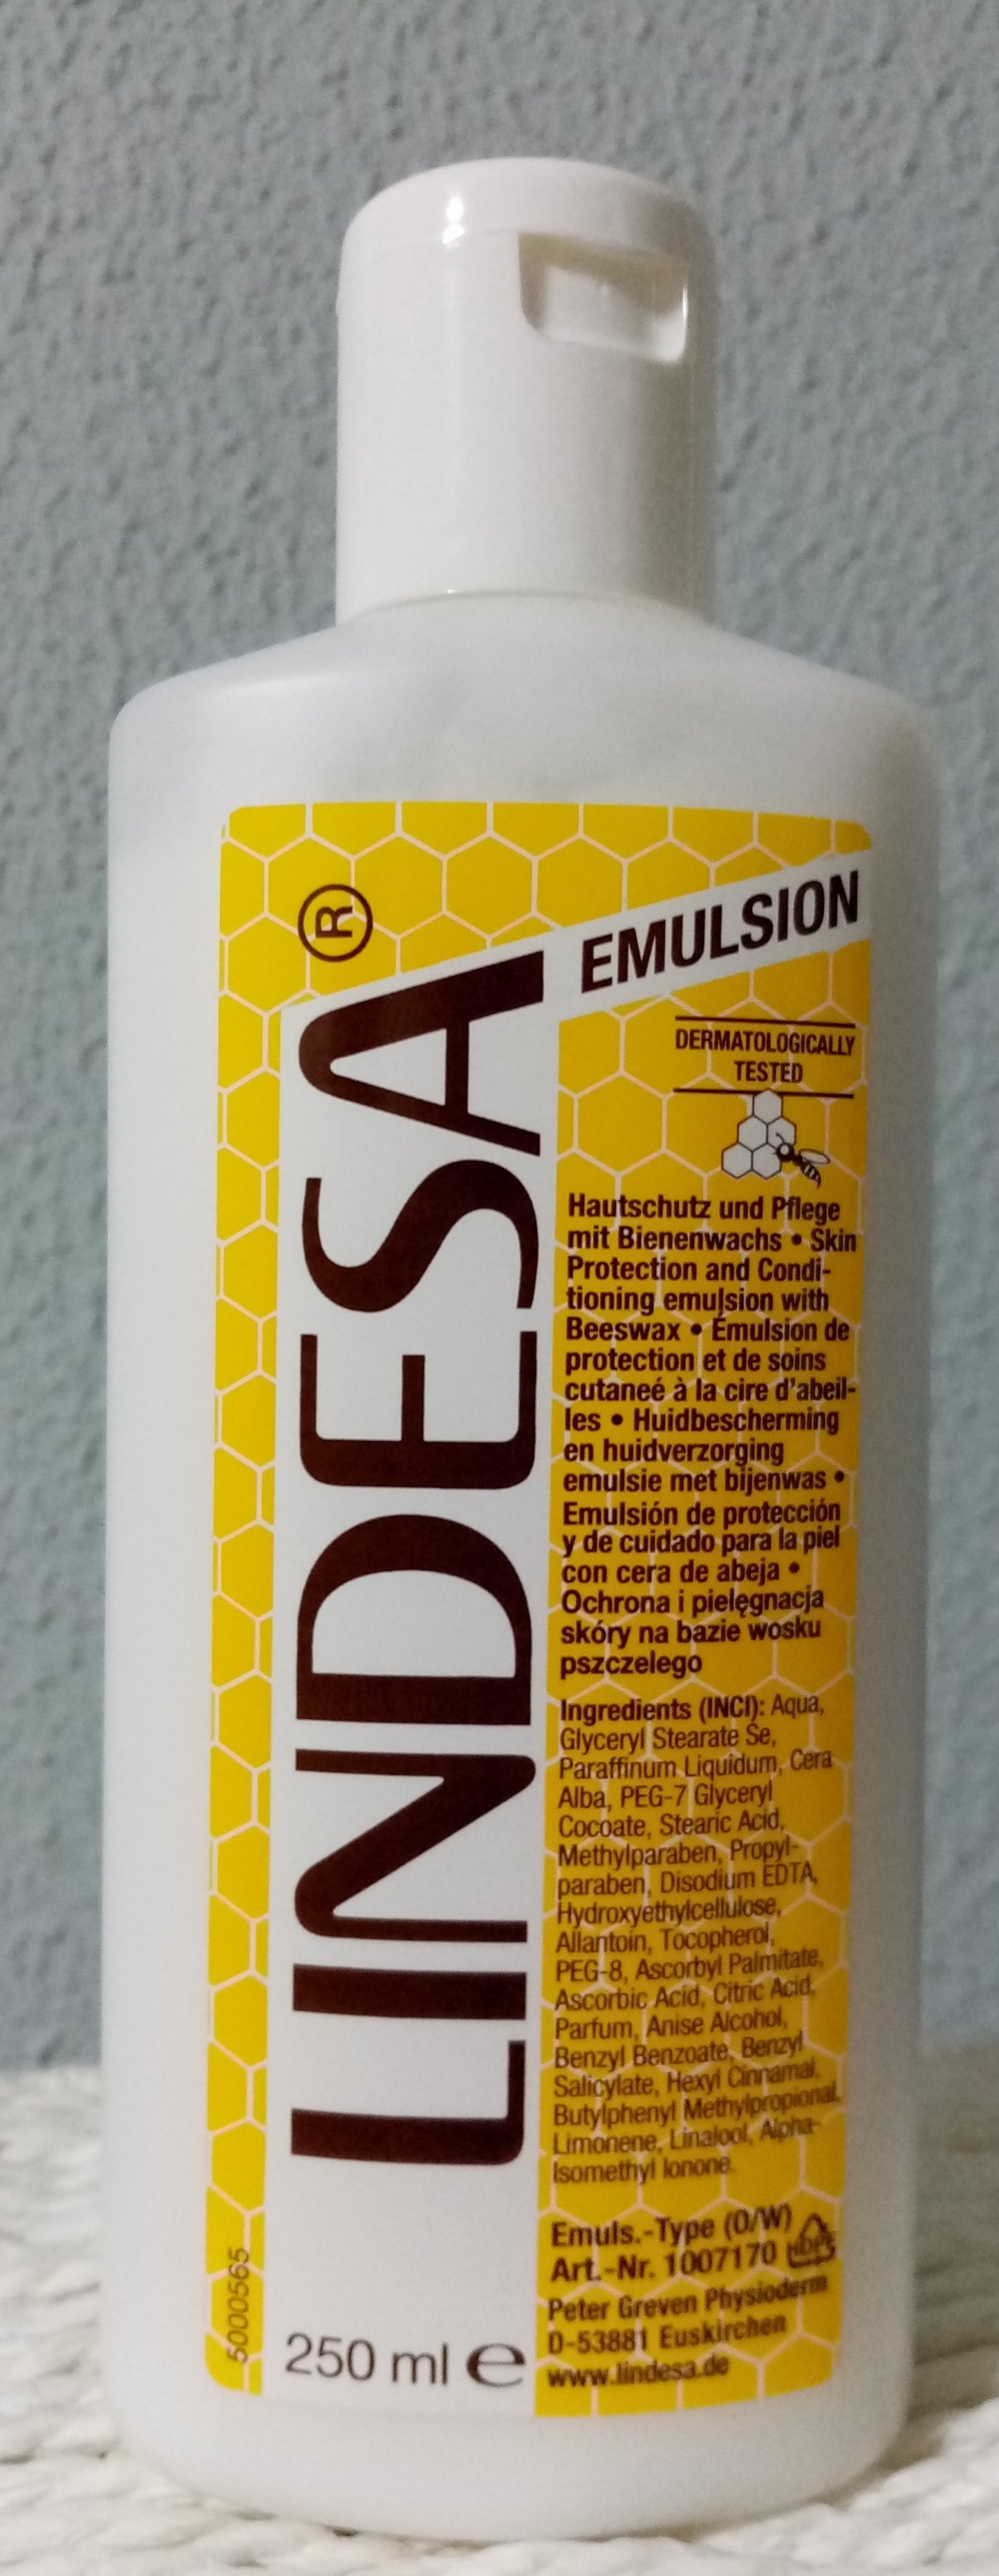 LINDESA®
EMULSION
DERMATOLOGICALLY
TESTED
Hautschutz und Pflege
mit Bienenwachs • Skin
Protection and Condi-
tioning emulsion with
Beeswax • Émulsion de
protection et de soins
cutaneé à la cire d'abeil-
les • Huidbescherming
en huidverzorging
emulsie met bijenwas •
Emulsión de protección
y de cuidado para la piel
con cera de abeja •
Ochrona i pielęgnacja
skóry na bazie wosku
pszczelego
Ingredients (INCI): Aqua,
Glyceryl Stearate Se,
Paraffinum Liquidum, Cera
Alba, PEG-7 Glyceryl
Cocoate, Stearic Acid,
Methylparaben, Propyl-
paraben, Disodium EDTA,
Hydroxyethylcellulose,
Allantoin, Tocopherol,
PEG-8, Ascorbyl Palmitate,
Ascorbic Acid, Citric Acid,
Parfum, Anise Alcohol,
Benzyl Benzoate, Benzyl
Salicylate, Hexyl Cinnamal,
Butylphenyl Methylpropional,
Limonene, Linalool, Alpha-
Isomethyl Ionone.
Emuls.-Type (O/W)
Art.-Nr. 1007170
Peter Greven Physioderm
D-53881 Euskirchen
www.lindesa.de
250 ml e
5000565